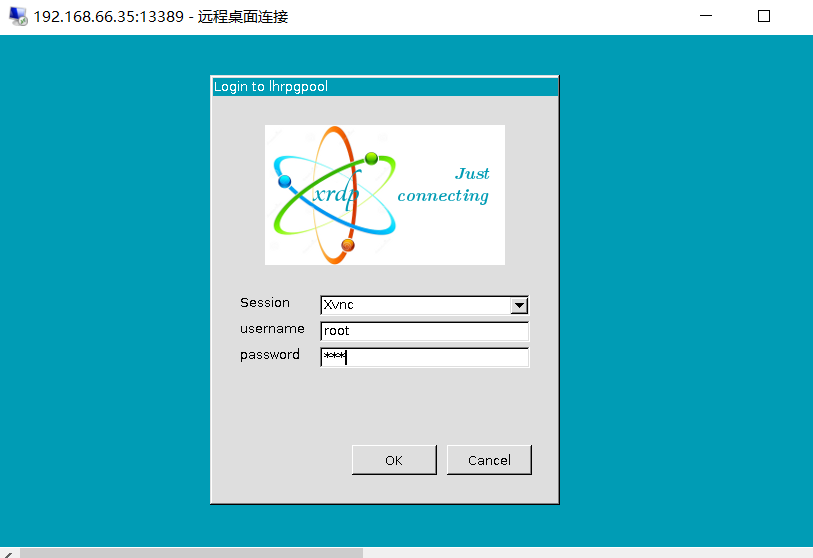 192.168.66.35:13389 - 远程桌面连接
Login to lhrpgpool
xrdp
Just
connecting
Session Xvnc
username root
password ***
OK Cancel